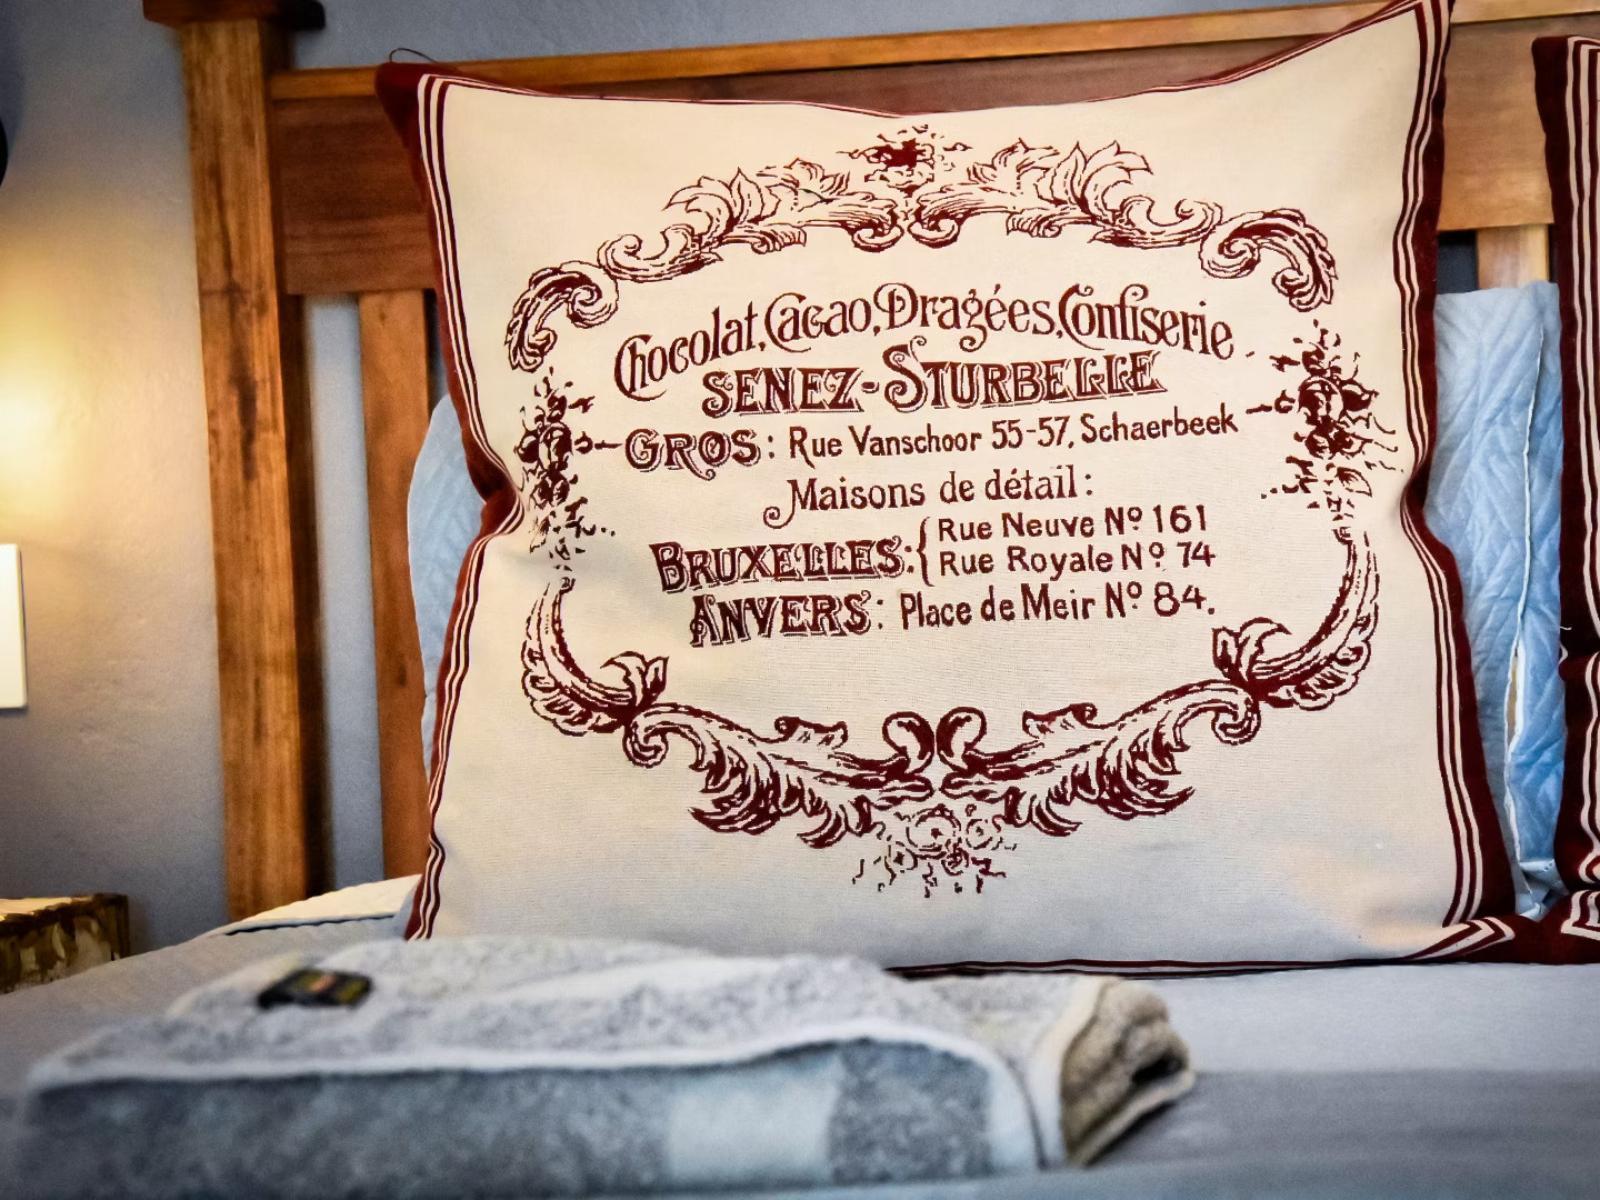 Chocolat, Cacao, Dragées, Confiserie
SENEZ-STURBELLE
GROS: Rue Vanschoor 55-57, Schaerbeek
Maisons de détail:
BRUXELLES: { Rue Neuve Nº 161
Rue Royale Nº 74
ANVERS: Place de Meir Nº 84.